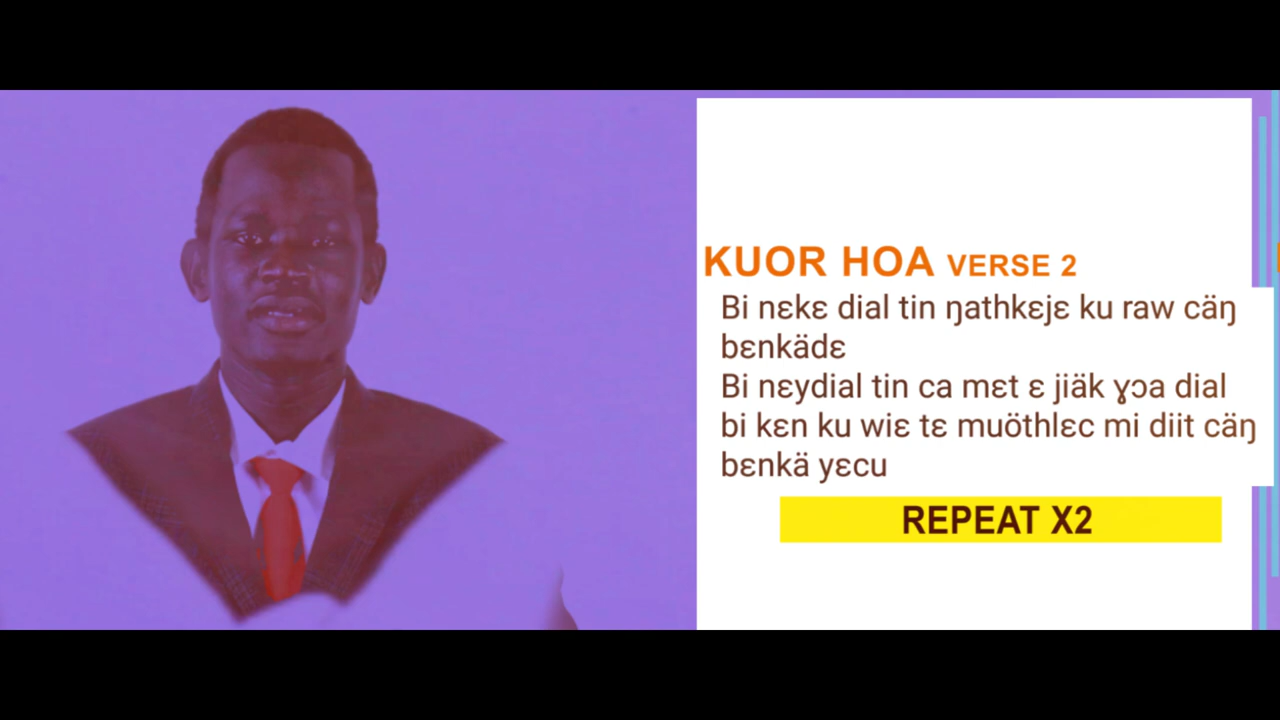 KUOR HOA VERSE 2
Bi nɛkɛ dial tin ŋathkɛjɛ ku raw cäŋ
bɛnkädɛ
Bi nɛydial tin ca mɛt ɛ jiäk ɣɔa dial
bi kɛn ku wiɛ tɛ muöthlɛc mi diit cäŋ
bɛnkä yɛcu
REPEAT X2